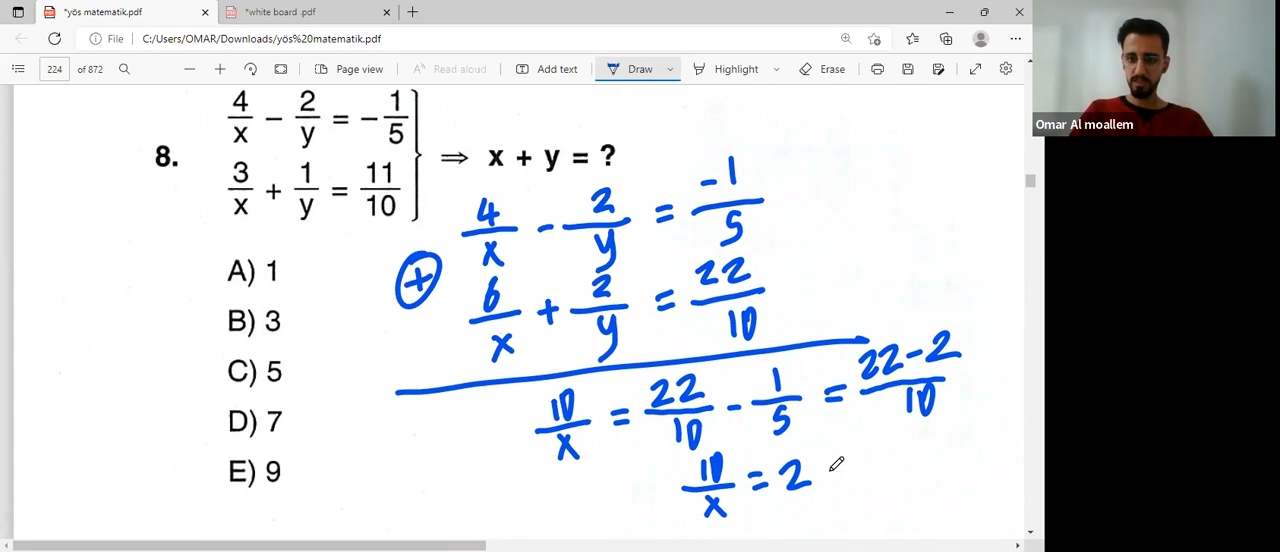 *yös matematik.pdf
*white board .pdf
File C:/Users/OMAR/Downloads/yös%20matematik.pdf
224 of 872 Page view Read aloud Add text Draw Highlight Erase
Omar Al moallem
8. 4/x − 2/y = −1/5
3/x + 1/y = 11/10
⇒ x + y = ?
A) 1
B) 3
C) 5
D) 7
E) 9
4/x - 2/y = -1/5
+
6/x + 2/y = 22/10
10/x = 22/10 - 1/5 = 22-2/10
10/x = 2